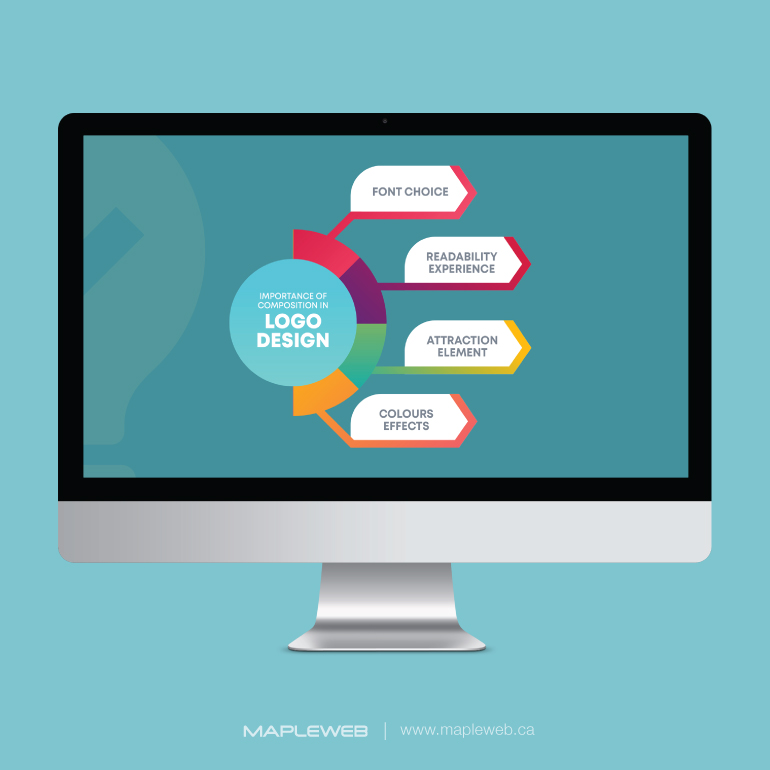 FONT CHOICE
READABILITY
EXPERIENCE
IMPORTANCE OF
COMPOSITION IN
LOGO
DESIGN
ATTRACTION
ELEMENT
COLOURS
EFFECTS
MAPLEWEB | www.mapleweb.ca